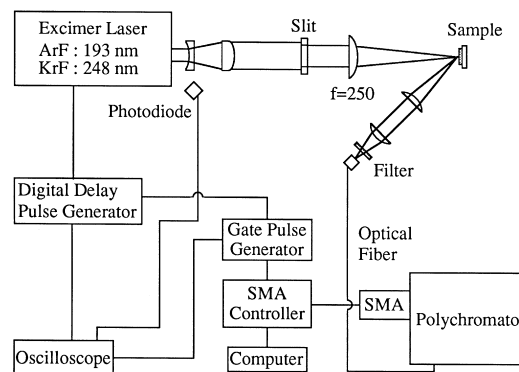 Excimer Laser
ArF : 193 nm
KrF : 248 nm
Slit
Sample
f=250
Photodiode
Filter
Digital Delay
Pulse Generator
Gate Pulse
Generator
Optical
Fiber
SMA
Controller
SMA
Polychromato
Oscilloscope
Computer